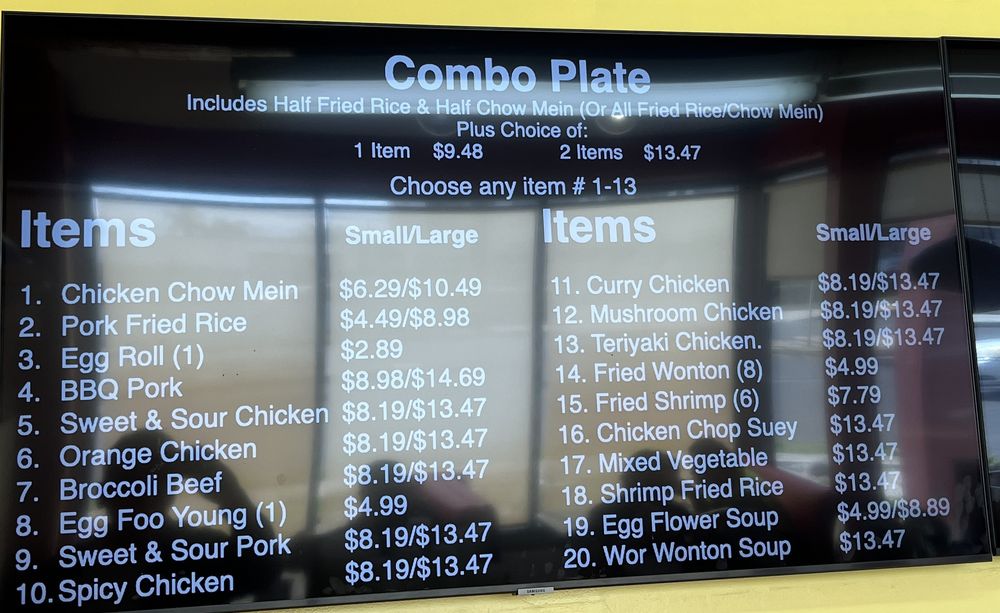 Combo Plate
Includes Half Fried Rice & Half Chow Mein (Or All Fried Rice/Chow Mein)
Plus Choice of:
1 Item $9.48 2 Items $13.47
Choose any item # 1-13
Items Small/Large
1. Chicken Chow Mein $6.29/$10.49
2. Pork Fried Rice $4.49/$8.98
3. Egg Roll (1) $2.89
4. BBQ Pork $8.98/$14.69
5. Sweet & Sour Chicken $8.19/$13.47
6. Orange Chicken $8.19/$13.47
7. Broccoli Beef $8.19/$13.47
8. Egg Foo Young (1) $4.99
9. Sweet & Sour Pork $8.19/$13.47
10. Spicy Chicken $8.19/$13.47
Items Small/Large
11. Curry Chicken $8.19/$13.47
12. Mushroom Chicken $8.19/$13.47
13. Teriyaki Chicken. $8.19/$13.47
14. Fried Wonton (8) $4.99
15. Fried Shrimp (6) $7.79
16. Chicken Chop Suey $13.47
17. Mixed Vegetable $13.47
18. Shrimp Fried Rice $13.47
19. Egg Flower Soup $4.99/$8.89
20. Wor Wonton Soup $13.47
SAMSUNG